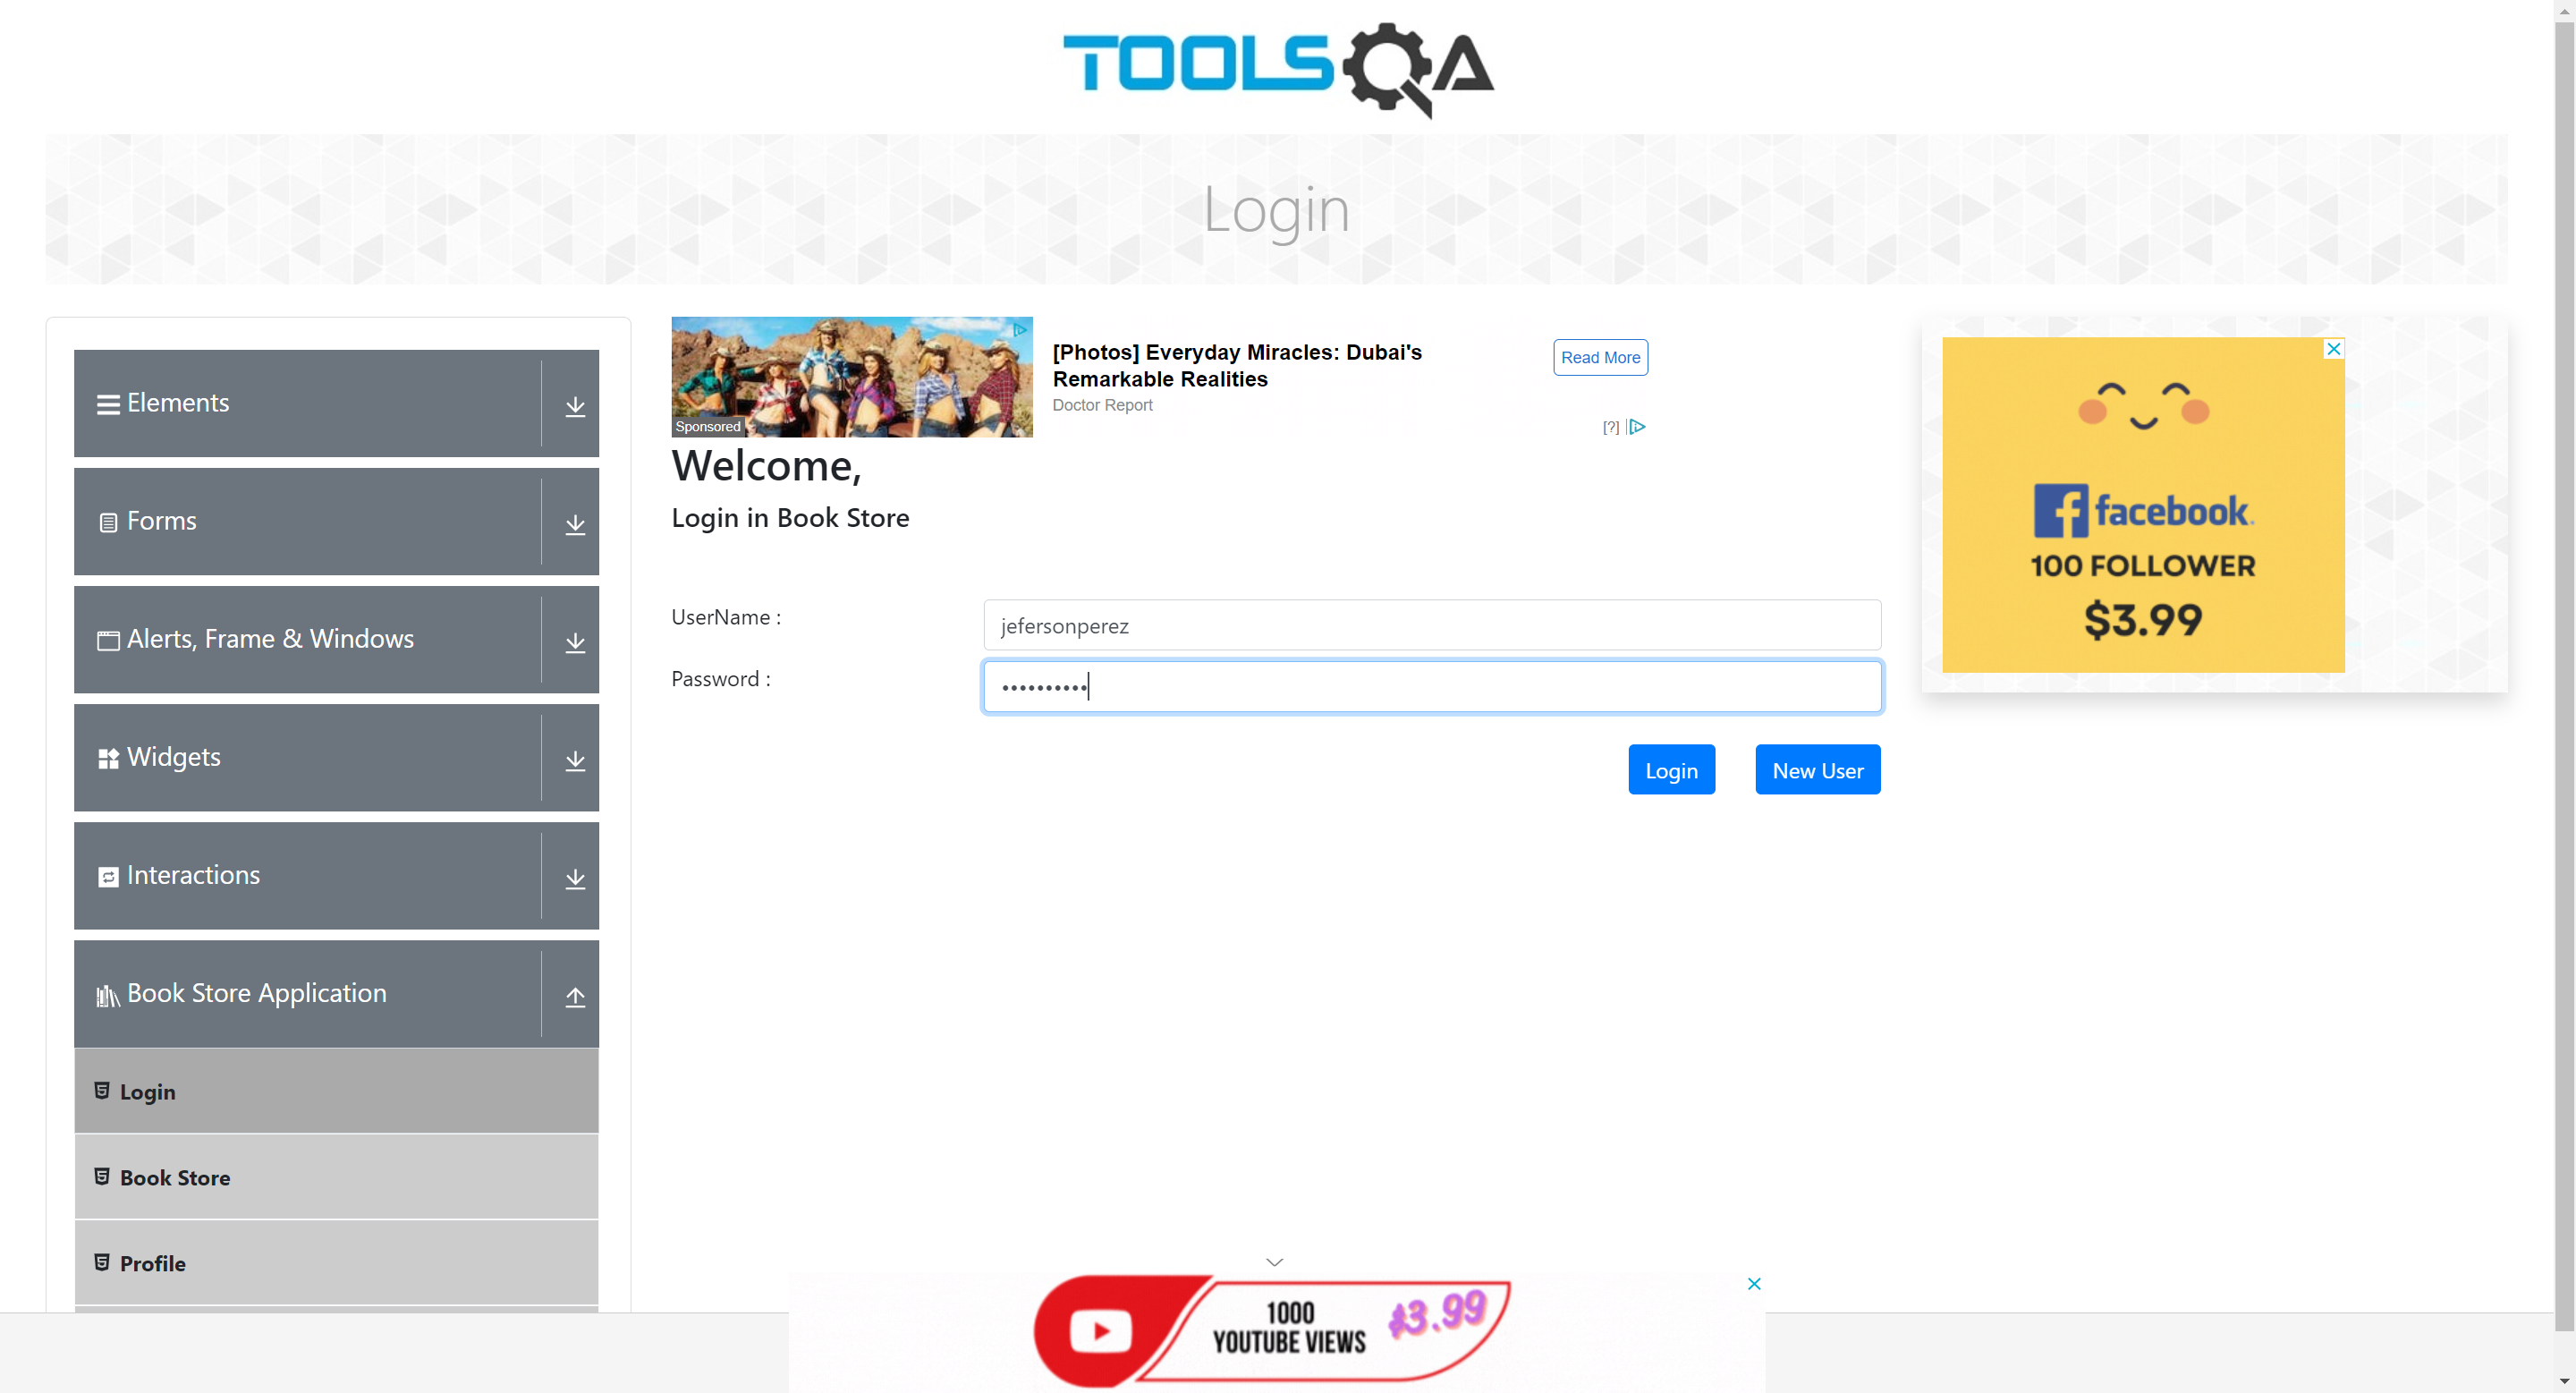 TOOLSQA
Login
Elements
Forms
Alerts, Frame & Windows
Widgets
Interactions
Book Store Application
Login
Book Store
Profile
Sponsored
[Photos] Everyday Miracles: Dubai's
Remarkable Realities
Doctor Report
Read More
[?]
Welcome,
Login in Book Store
UserName :
jefersonperez
Password :
••••••••••
Login
New User
facebook.
100 FOLLOWER
$3.99
1000
YOUTUBE VIEWS
$3.99